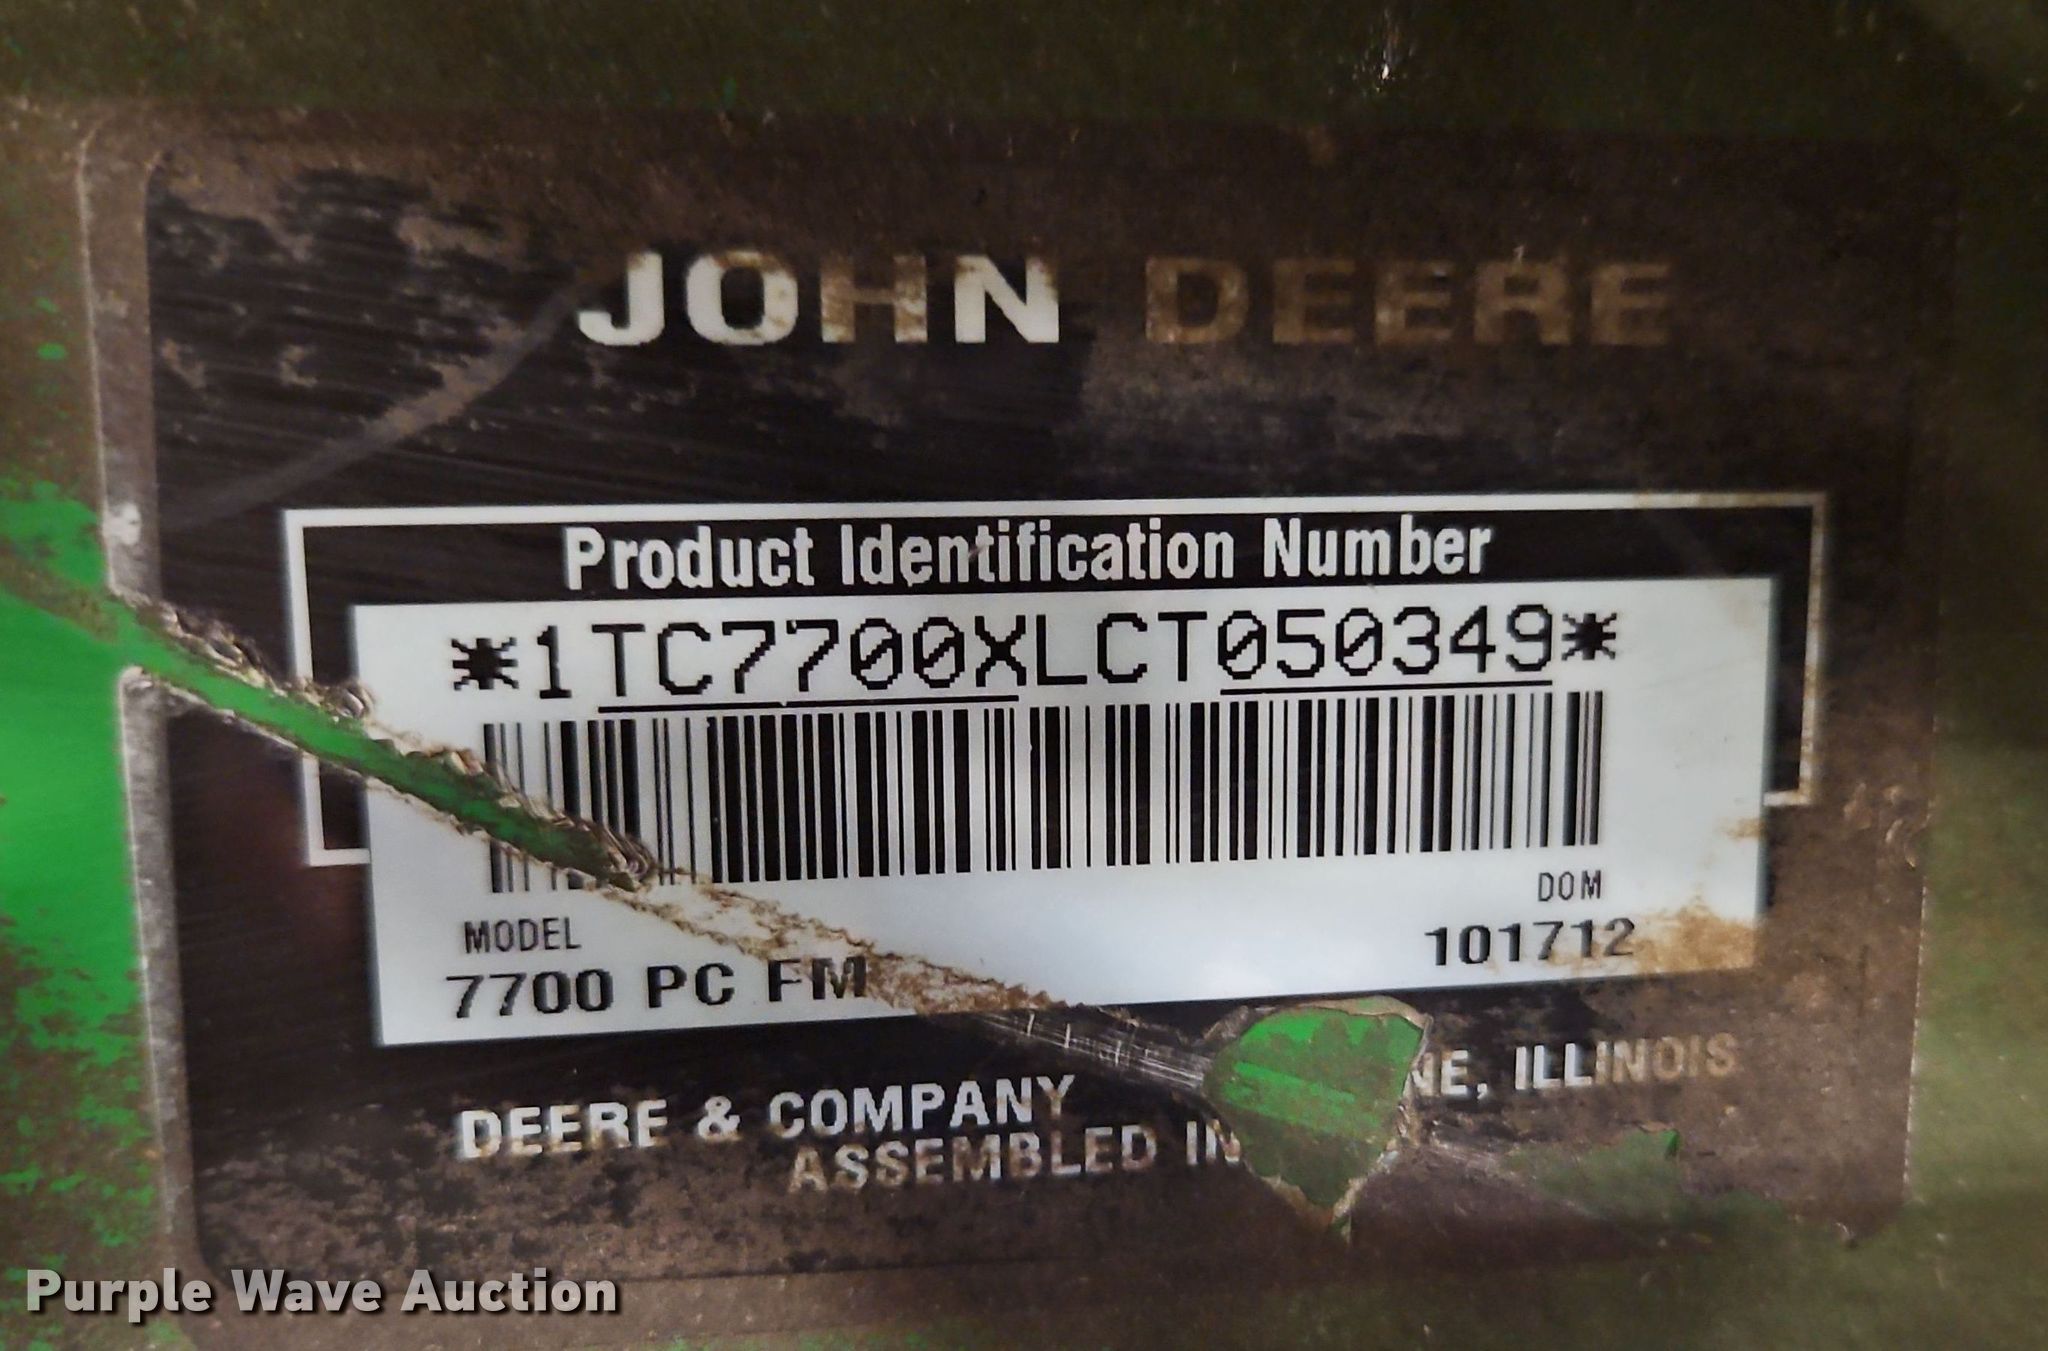 JOHN DEERE
Product Identification Number
*1TC7700XLCT050349*
DOM
MODEL
101712
7700 PC FM
DEERE & COMPANY NE, ILLINOIS
ASSEMBLED IN
Purple Wave Auction